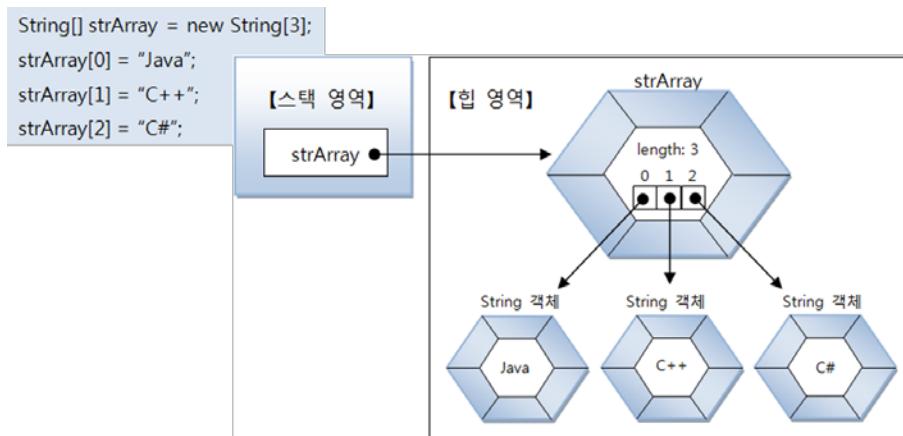 String[] strArray = new String[3];
strArray[0] = “Java”;
strArray[1] = “C++”;
strArray[2] = “C#”;
【스택 영역】
strArray
【힙 영역】
strArray
length: 3
0 1 2
String 객체 String 객체 String 객체
Java C++ C#